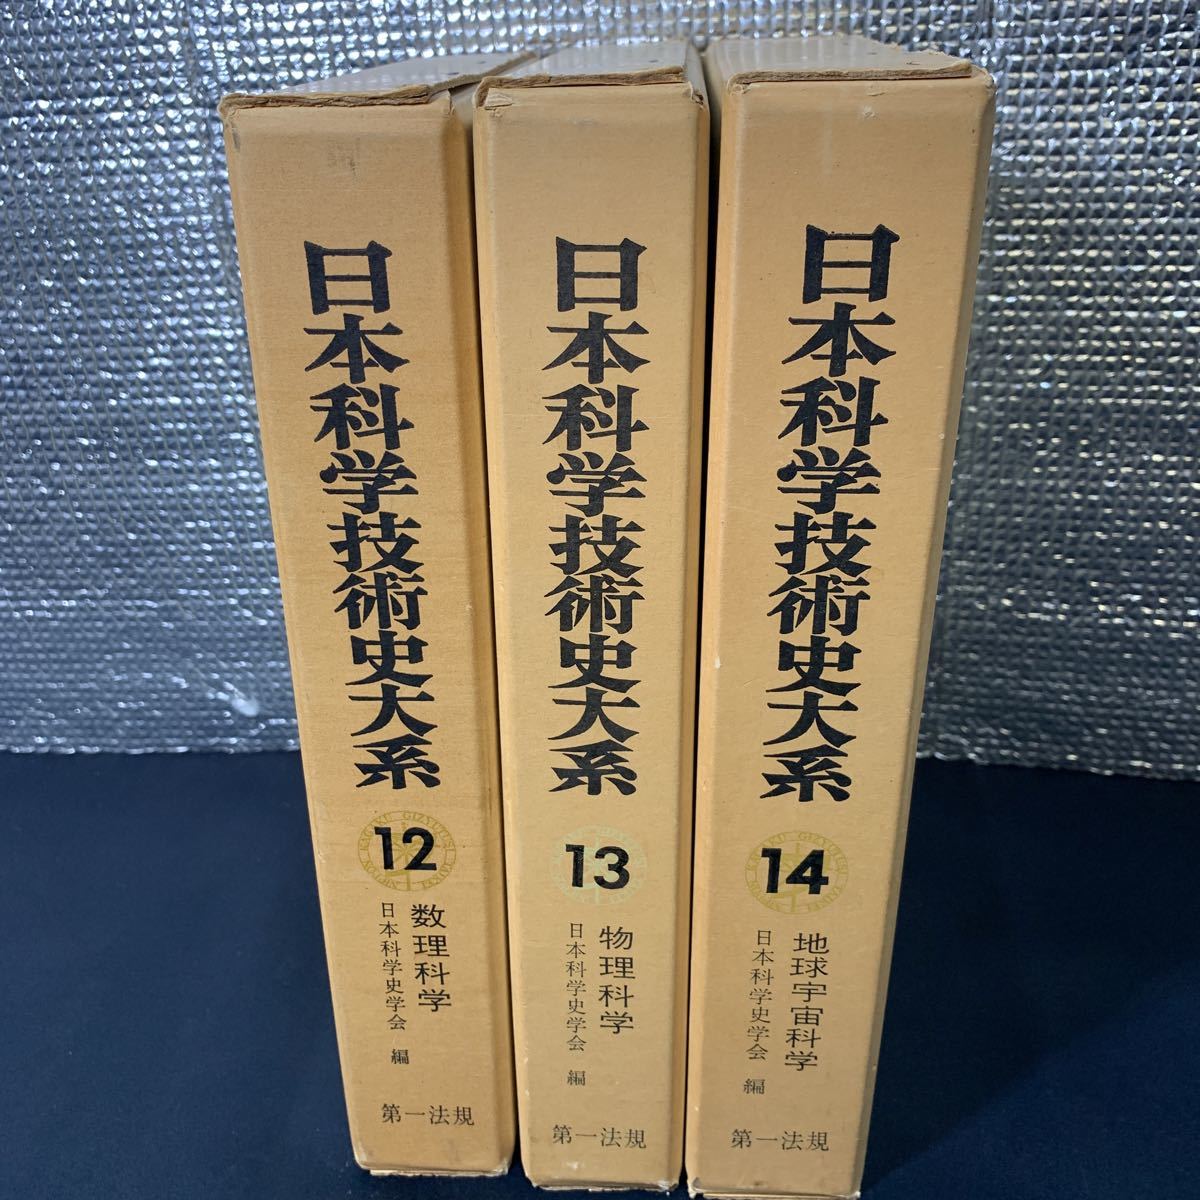 日本科学技術史大系
NIPPON KAGAKU GIZYUTUSI TAIKEI
12
数理科学
日本科学史学会 編
第一法規
日本科学技術史大系
13
物理科学
日本科学史学会 編
第一法規
日本科学技術史大系
14
地球宇宙科学
日本科学史学会 編
第一法規